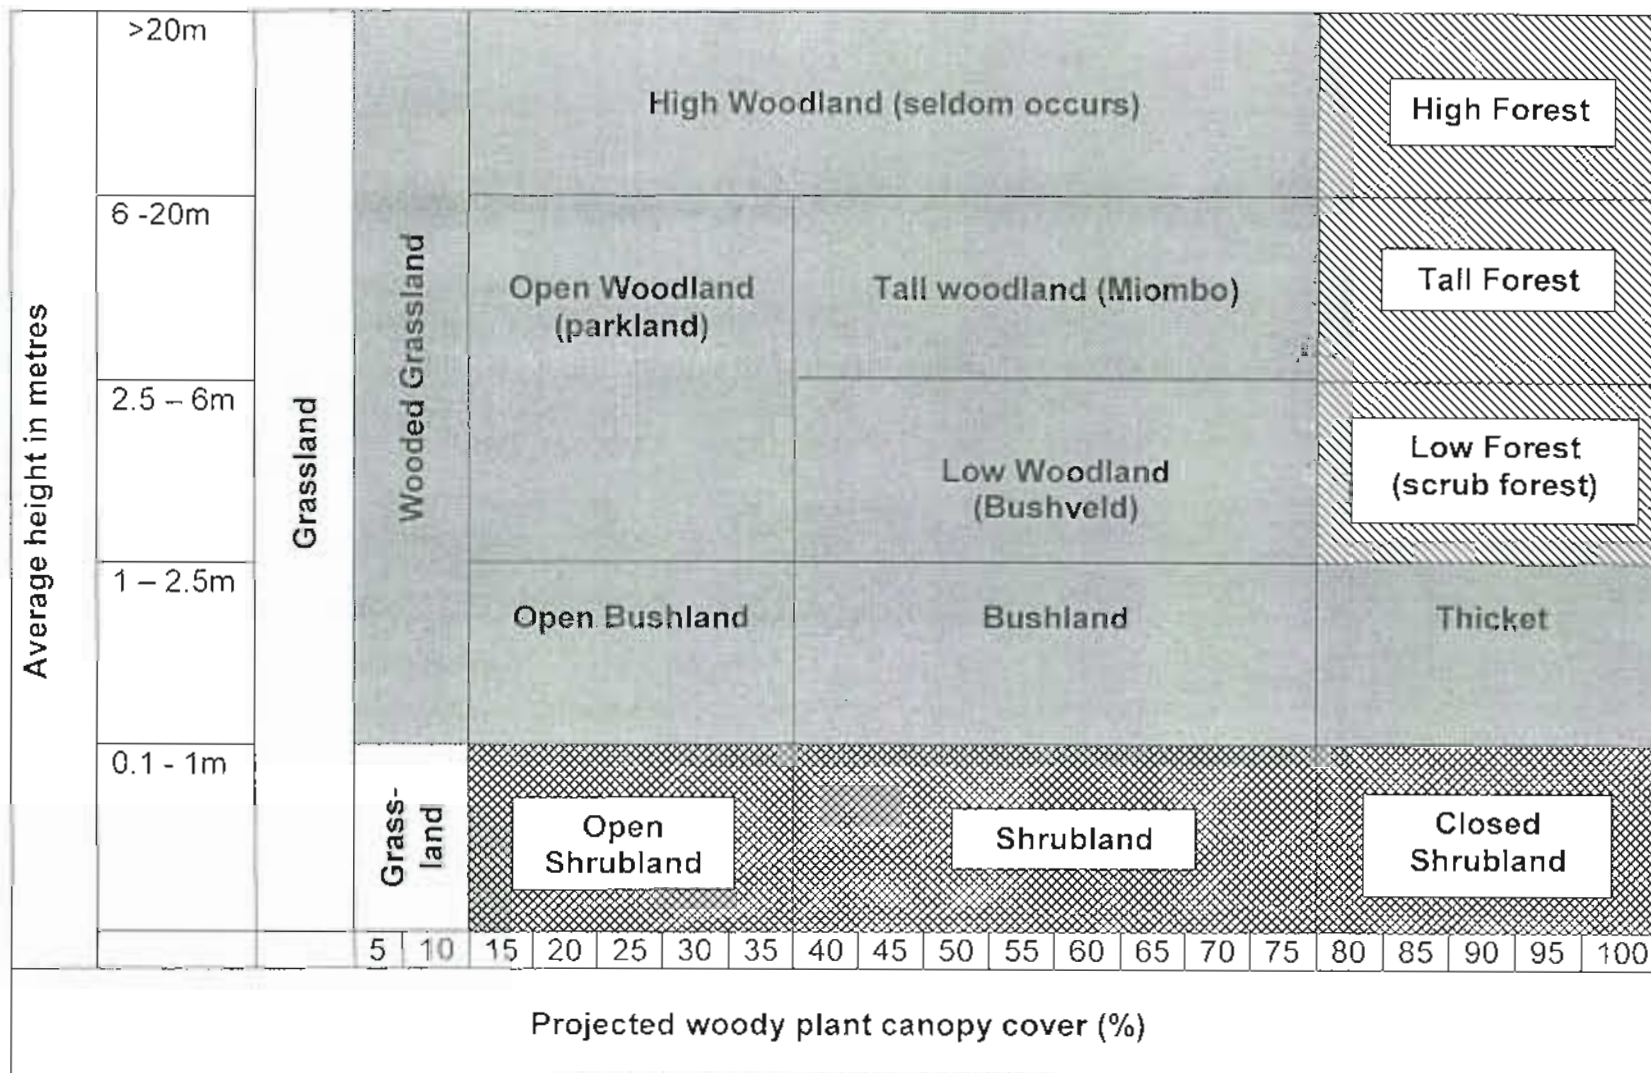 >20m
High Woodland (seldom occurs)
High Forest
6 -20m
Open Woodland
(parkland)
Tall woodland (Miombo)
Tall Forest
2.5 – 6m
Low Woodland
(Bushveld)
Low Forest
(scrub forest)
1 – 2.5m
Open Bushland
Bushland
Thicket
0.1 - 1m
Grass-
land
Open
Shrubland
Shrubland
Closed
Shrubland
Average height in metres
Grassland
Wooded Grassland
5 10 15 20 25 30 35 40 45 50 55 60 65 70 75 80 85 90 95 100
Projected woody plant canopy cover (%)